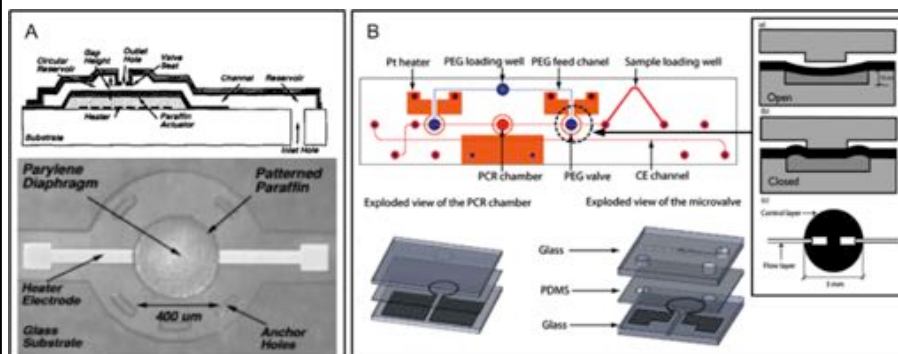 A
Circular
Reservoir
Gap
Height
Outlet
Hole
Valve
Seat
Channel
Reservoir
Heater
Paraffin
Actuator
Substrate
Inlet Hole
Parylene
Diaphragm
Patterned
Paraffin
Heater
Electrode
400 um
Glass
Substrate
Anchor
Holes
B
Pt heater
PEG loading well
PEG feed chanel
Sample loading well
PCR chamber
PEG valve
CE channel
Exploded view of the PCR chamber
Exploded view of the microvalve
Glass
PDMS
Glass
(a)
Open
(b)
Closed
(c)
Control layer
Flow layer
3 mm